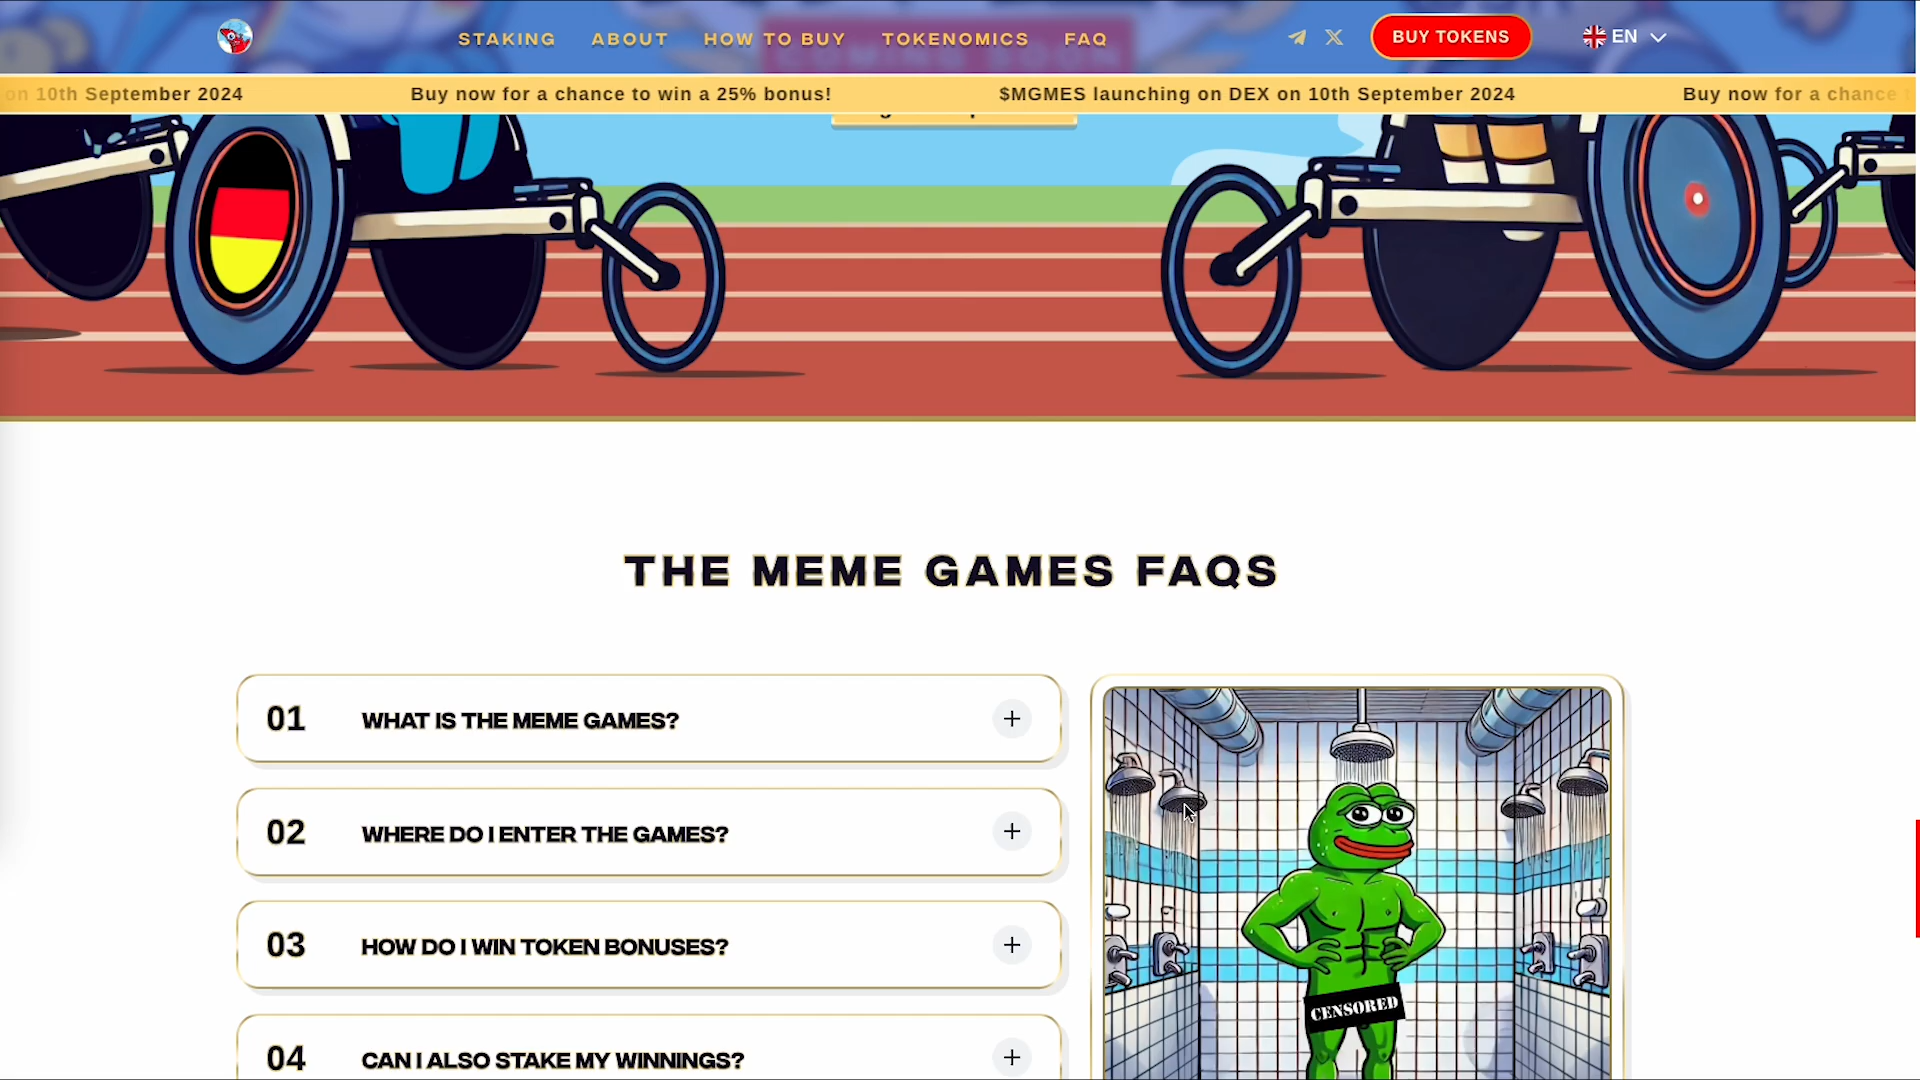 STAKING ABOUT HOW TO BUY TOKENOMICS FAQ BUY TOKENS EN
on 10th September 2024 Buy now for a chance to win a 25% bonus! $MGMES launching on DEX on 10th September 2024 Buy now for a chance
THE MEME GAMES FAQS
01 WHAT IS THE MEME GAMES?
02 WHERE DO I ENTER THE GAMES?
03 HOW DO I WIN TOKEN BONUSES?
04 CAN I ALSO STAKE MY WINNINGS?
CENSORED